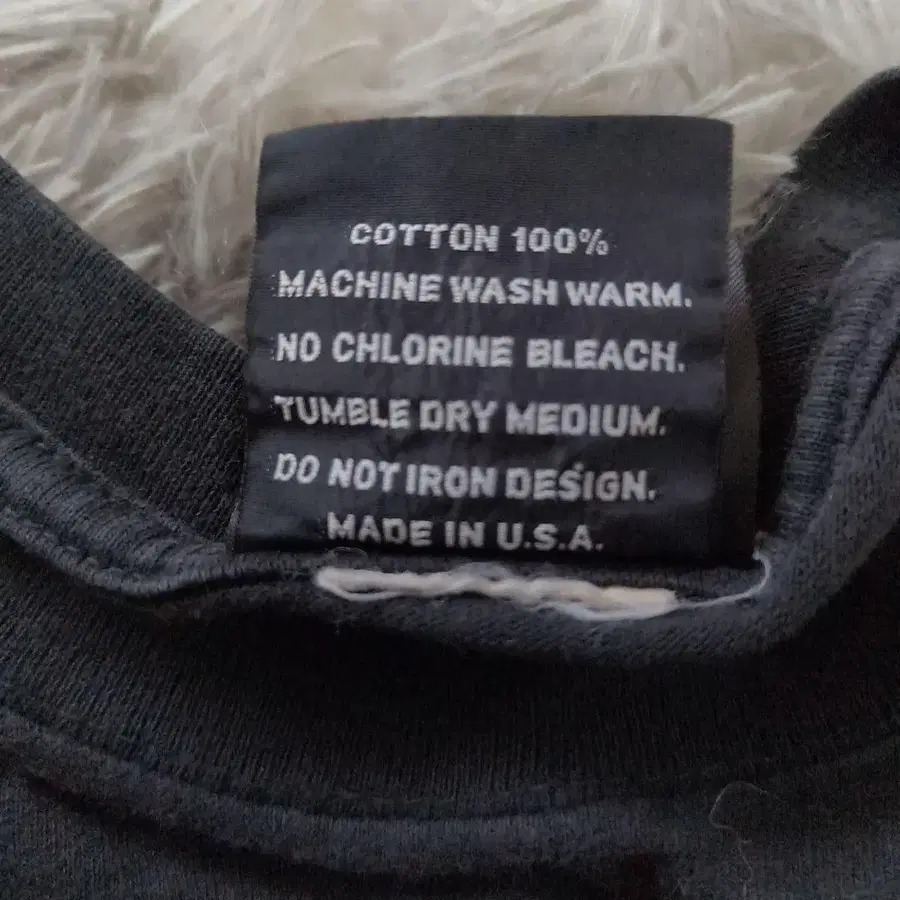 COTTON 100%
MACHINE WASH WARM.
NO CHLORINE BLEACH.
TUMBLE DRY MEDIUM.
DO NOT IRON DESIGN.
MADE IN U.S.A.